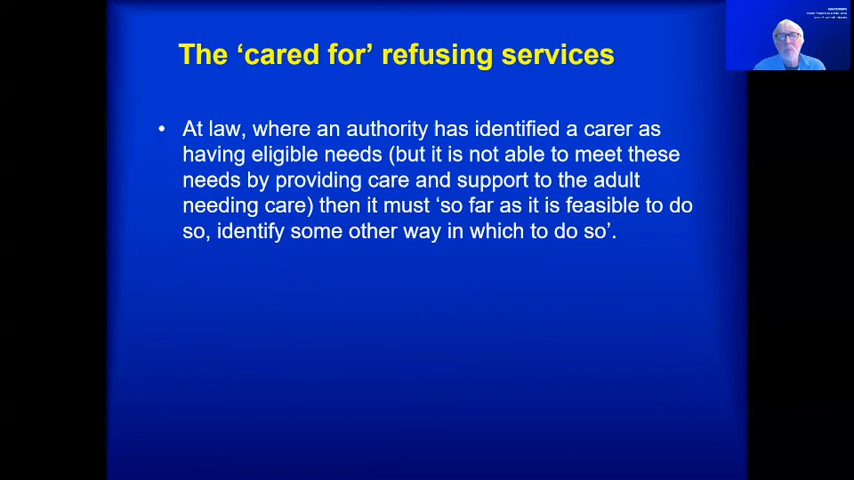 The ‘cared for’ refusing services
• At law, where an authority has identified a carer as
having eligible needs (but it is not able to meet these
needs by providing care and support to the adult
needing care) then it must ‘so far as it is feasible to do
so, identify some other way in which to do so’.